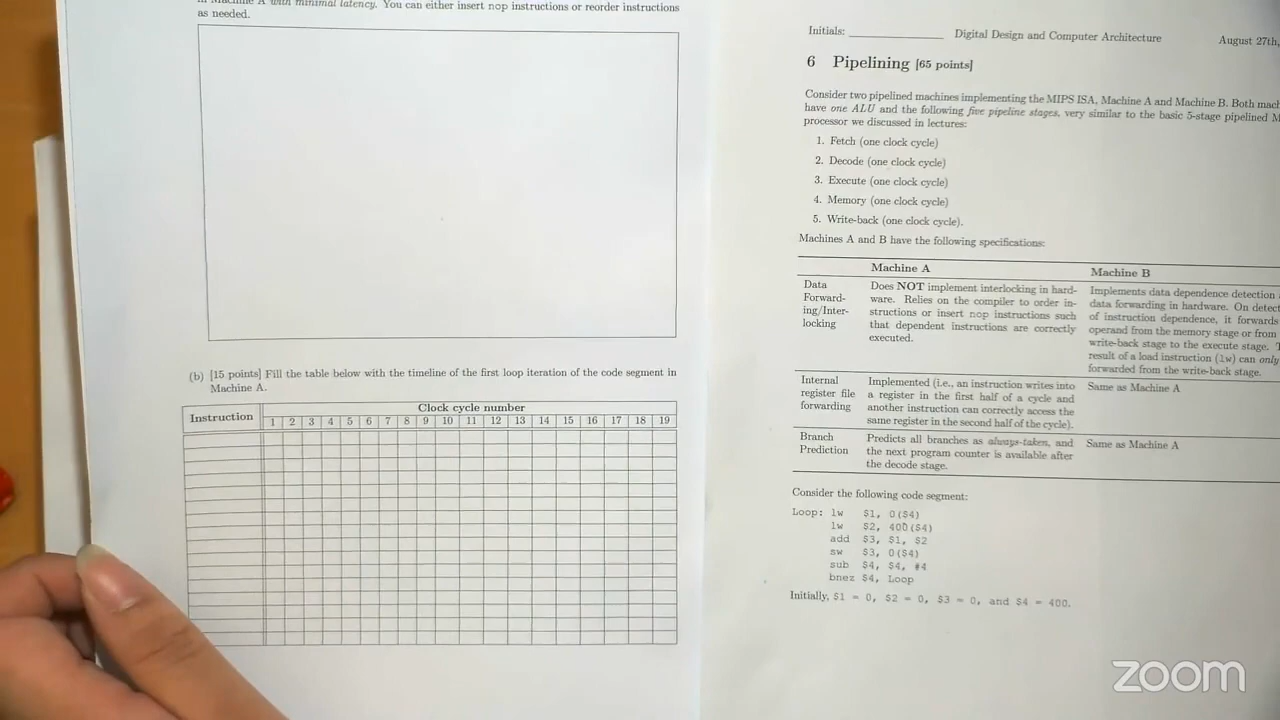 in Machine A with minimal latency. You can either insert nop instructions or reorder instructions
as needed.
(b) [15 points] Fill the table below with the timeline of the first loop iteration of the code segment in
Machine A.
Instruction
Clock cycle number
1 2 3 4 5 6 7 8 9 10 11 12 13 14 15 16 17 18 19
Initials: Digital Design and Computer Architecture August 27th,
6 Pipelining [65 points]
Consider two pipelined machines implementing the MIPS ISA, Machine A and Machine B. Both
have one ALU and the following five pipeline stages, very similar to the basic 5-stage pipelined
processor we discussed in lectures:
1. Fetch (one clock cycle)
2. Decode (one clock cycle)
3. Execute (one clock cycle)
4. Memory (one clock cycle)
5. Write-back (one clock cycle).
Machines A and B have the following specifications:
Machine A Machine B
Data
Forward-
ing/Inter-
locking
Does NOT implement interlocking in hard-
ware. Relies on the compiler to order in-
structions or insert nop instructions such
that dependent instructions are correctly
executed.
Implements data dependence detection
data forwarding in hardware. On
of instruction dependence, it forwards
operand from the memory stage or from
write-back stage to the execute stage.
result of a load instruction (lw) can only
forwarded from the write-back stage.
Internal
register file
forwarding
Implemented (i.e., an instruction writes into
a register in the first half of a cycle and
another instruction can correctly access the
same register in the second half of the cycle).
Same as Machine A
Branch
Prediction
Predicts all branches as always-taken, and
the next program counter is available after
the decode stage.
Same as Machine A
Consider the following code segment:
Loop: lw $1, 0($4)
lw $2, 400($4)
add $3, $1, $2
sw $3, 0($4)
sub $4, $4, #4
bnez $4, Loop
Initially, $1 = 0, $2 = 0, $3 = 0, and $4 = 400.
zoom